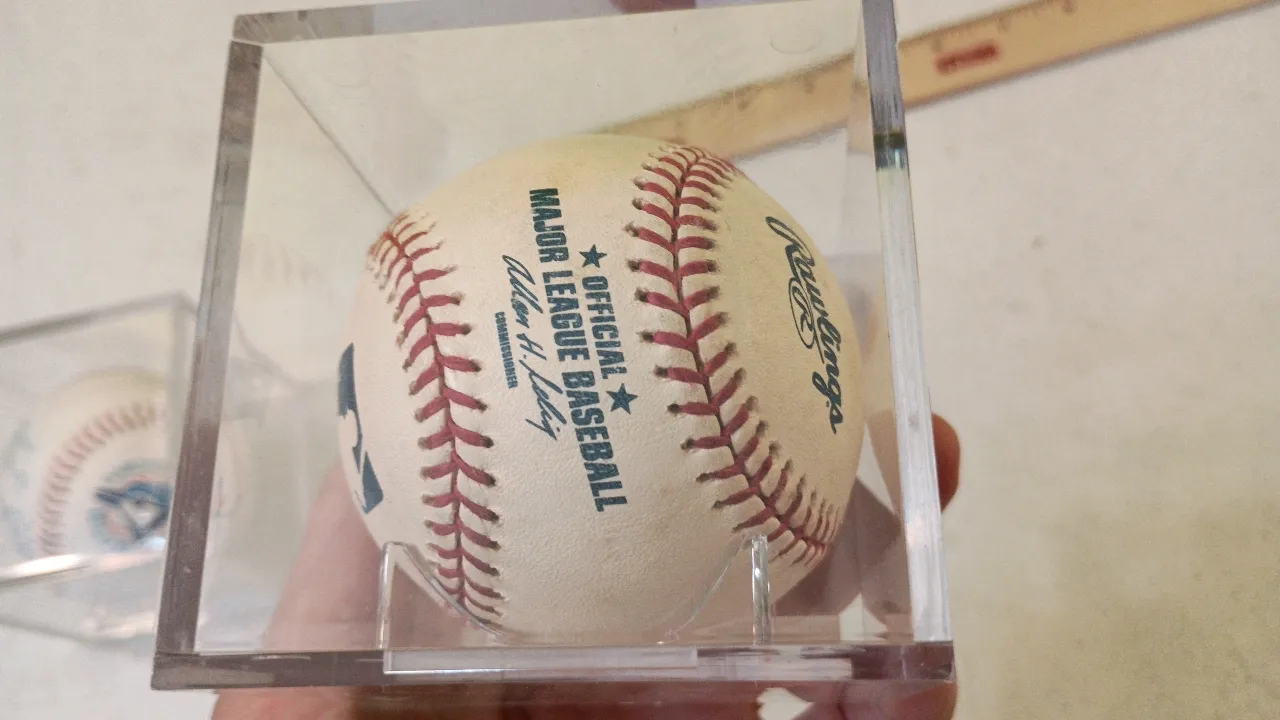 OFFICIAL
MAJOR LEAGUE BASEBALL
Allan H. Selig
COMMISSIONER
Rawlings
R